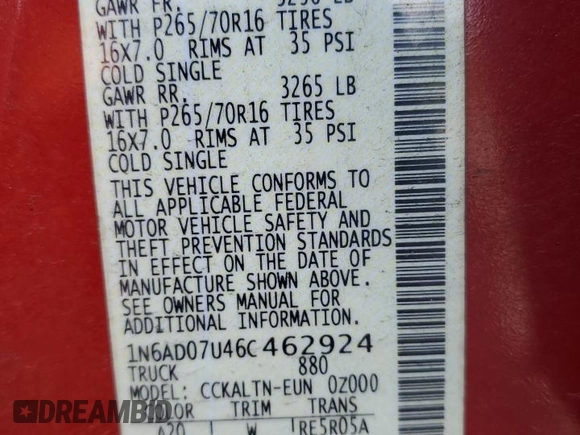 GAWR FR.
WITH P265/70R16 TIRES
16X7.0 RIMS AT 35 PSI
COLD SINGLE
GAWR RR. 3265 LB
WITH P265/70R16 TIRES
16X7.0 RIMS AT 35 PSI
COLD SINGLE
THIS VEHICLE CONFORMS TO
ALL APPLICABLE FEDERAL
MOTOR VEHICLE SAFETY AND
THEFT PREVENTION STANDARDS
IN EFFECT ON THE DATE OF
MANUFACTURE SHOWN ABOVE.
SEE OWNERS MANUAL FOR
ADDITIONAL INFORMATION.
1N6AD07U46C462924
TRUCK 880
MODEL: CCKALTN-EUN 0Z000
COLOR TRIM TRANS
A20 W RE5R05A
DREAMBID